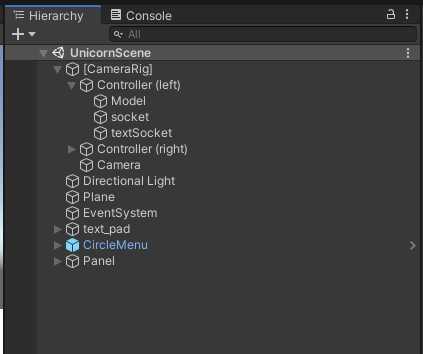 Hierarchy Console
All
UnicornScene
[CameraRig]
Controller (left)
Model
socket
textSocket
Controller (right)
Camera
Directional Light
Plane
EventSystem
text_pad
CircleMenu
Panel